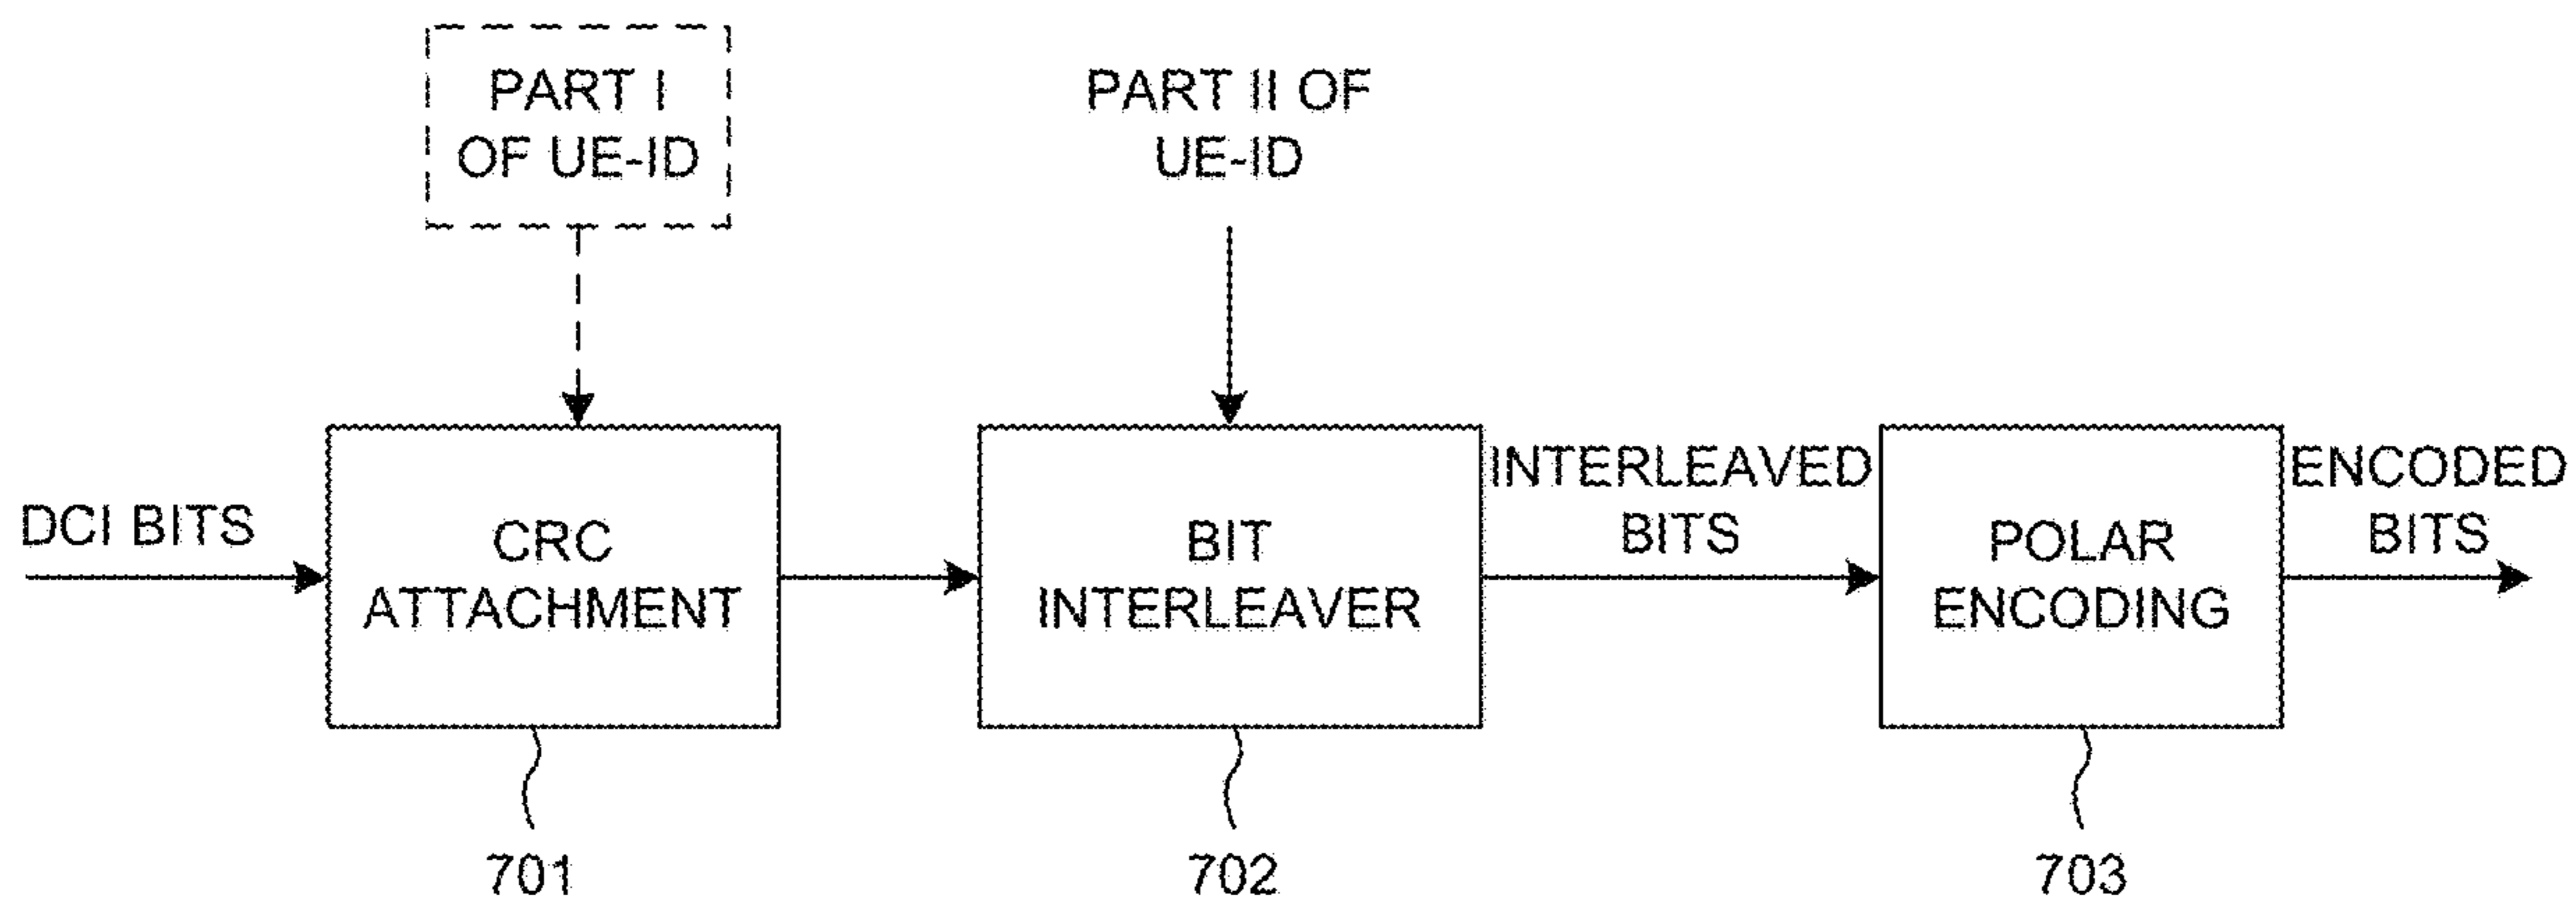 PART I
OF UE-ID
PART II OF
UE-ID
DCI BITS
CRC
ATTACHMENT
BIT
INTERLEAVER
INTERLEAVED
BITS
POLAR
ENCODING
ENCODED
BITS
701
702
703